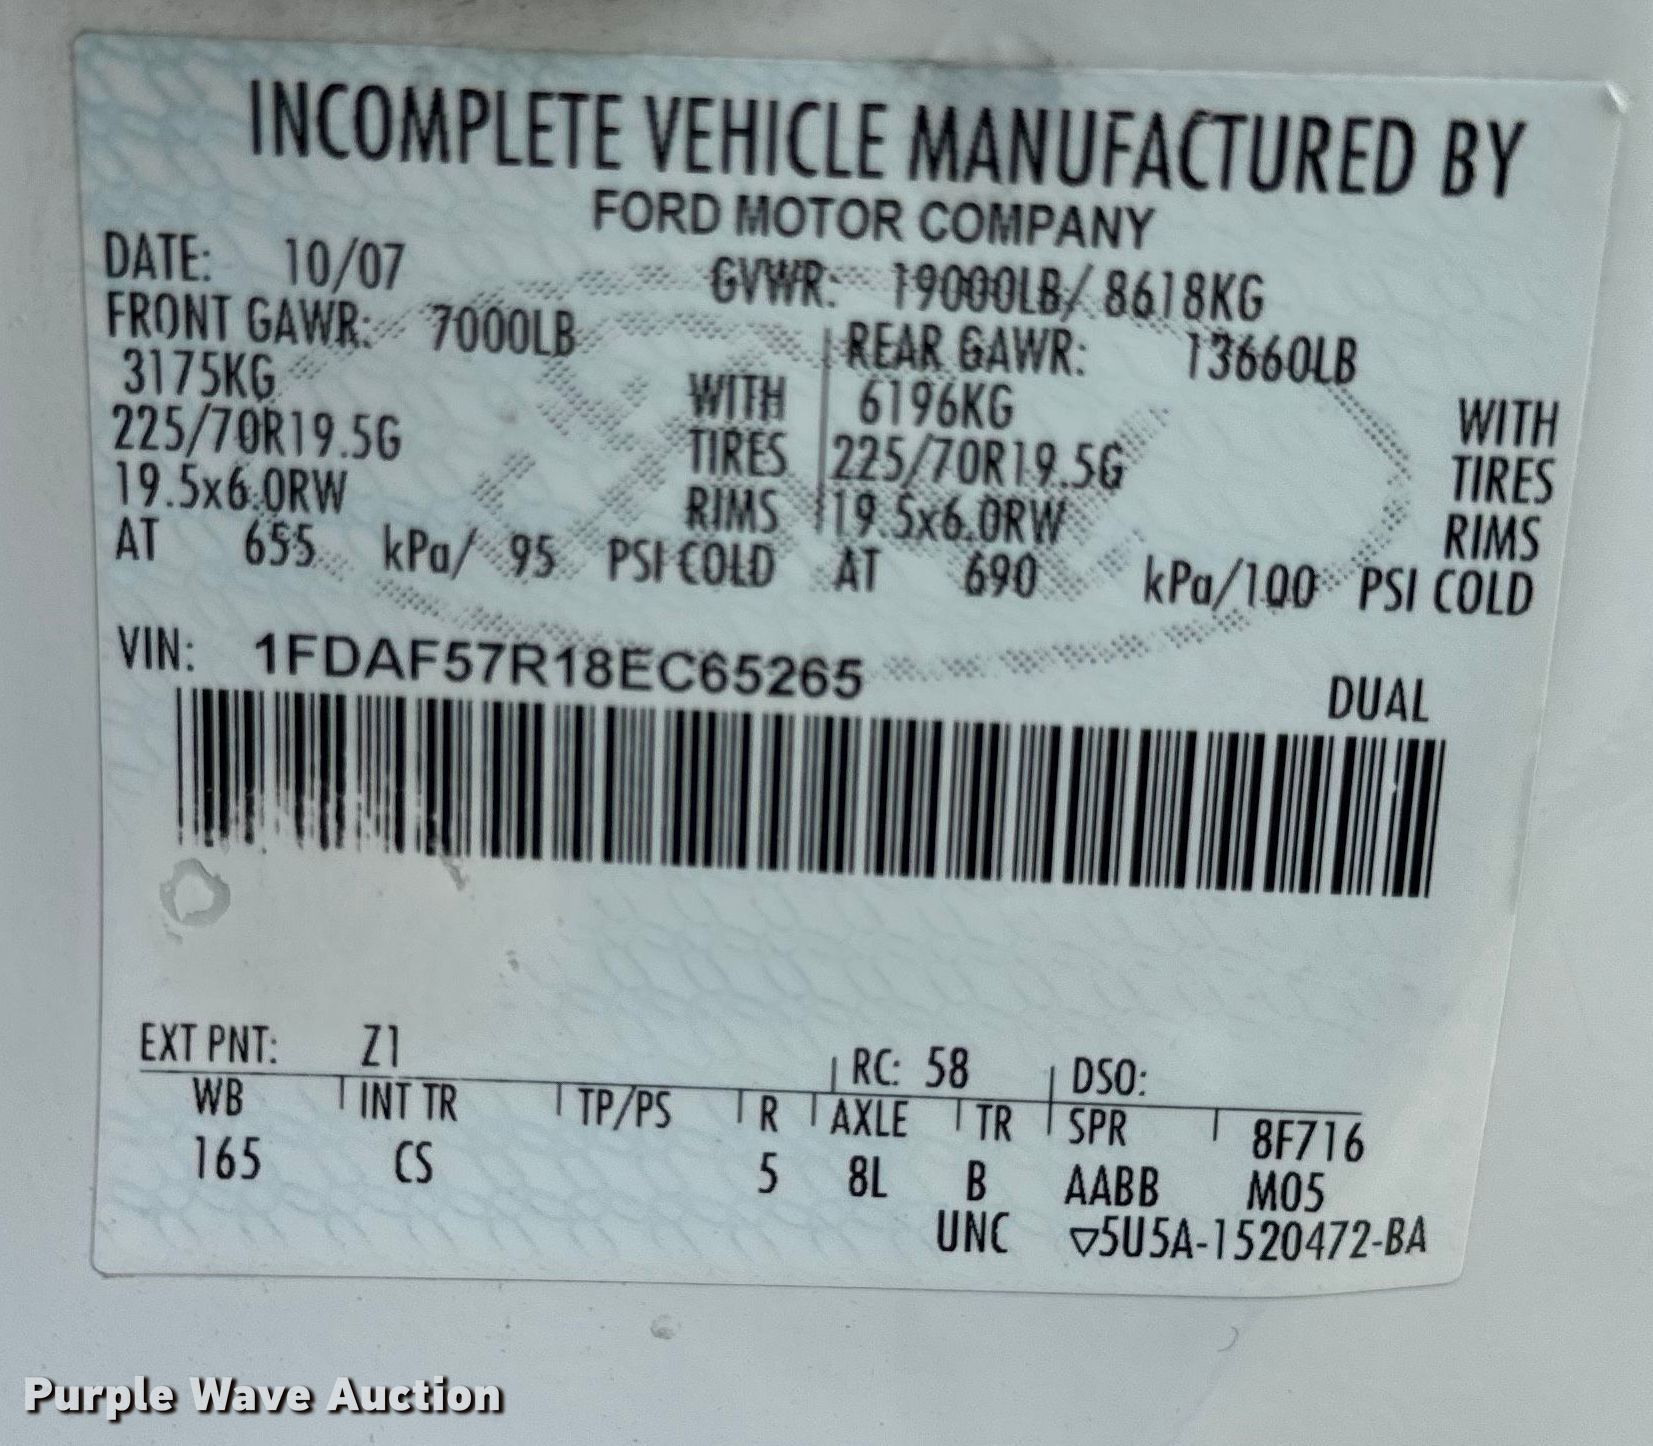 INCOMPLETE VEHICLE MANUFACTURED BY
FORD MOTOR COMPANY
DATE: 10/07
GVWR: 19000LB/ 8618KG
FRONT GAWR: 7000LB
3175KG WITH
225/70R19.5G TIRES
19.5x6.0RW RIMS
AT 655 kPa/ 95 PSI COLD
REAR GAWR: 13660LB
6196KG WITH
225/70R19.5G TIRES
19.5x6.0RW RIMS
AT 690 kPa/100 PSI COLD
VIN: 1FDAF57R18EC65265
DUAL
EXT PNT: Z1 RC: 58 DSO:
WB INT TR TP/PS R AXLE TR SPR 8F716
165 CS 5 8L B AABB M05
UNC ▽5U5A-1520472-BA
Purple Wave Auction